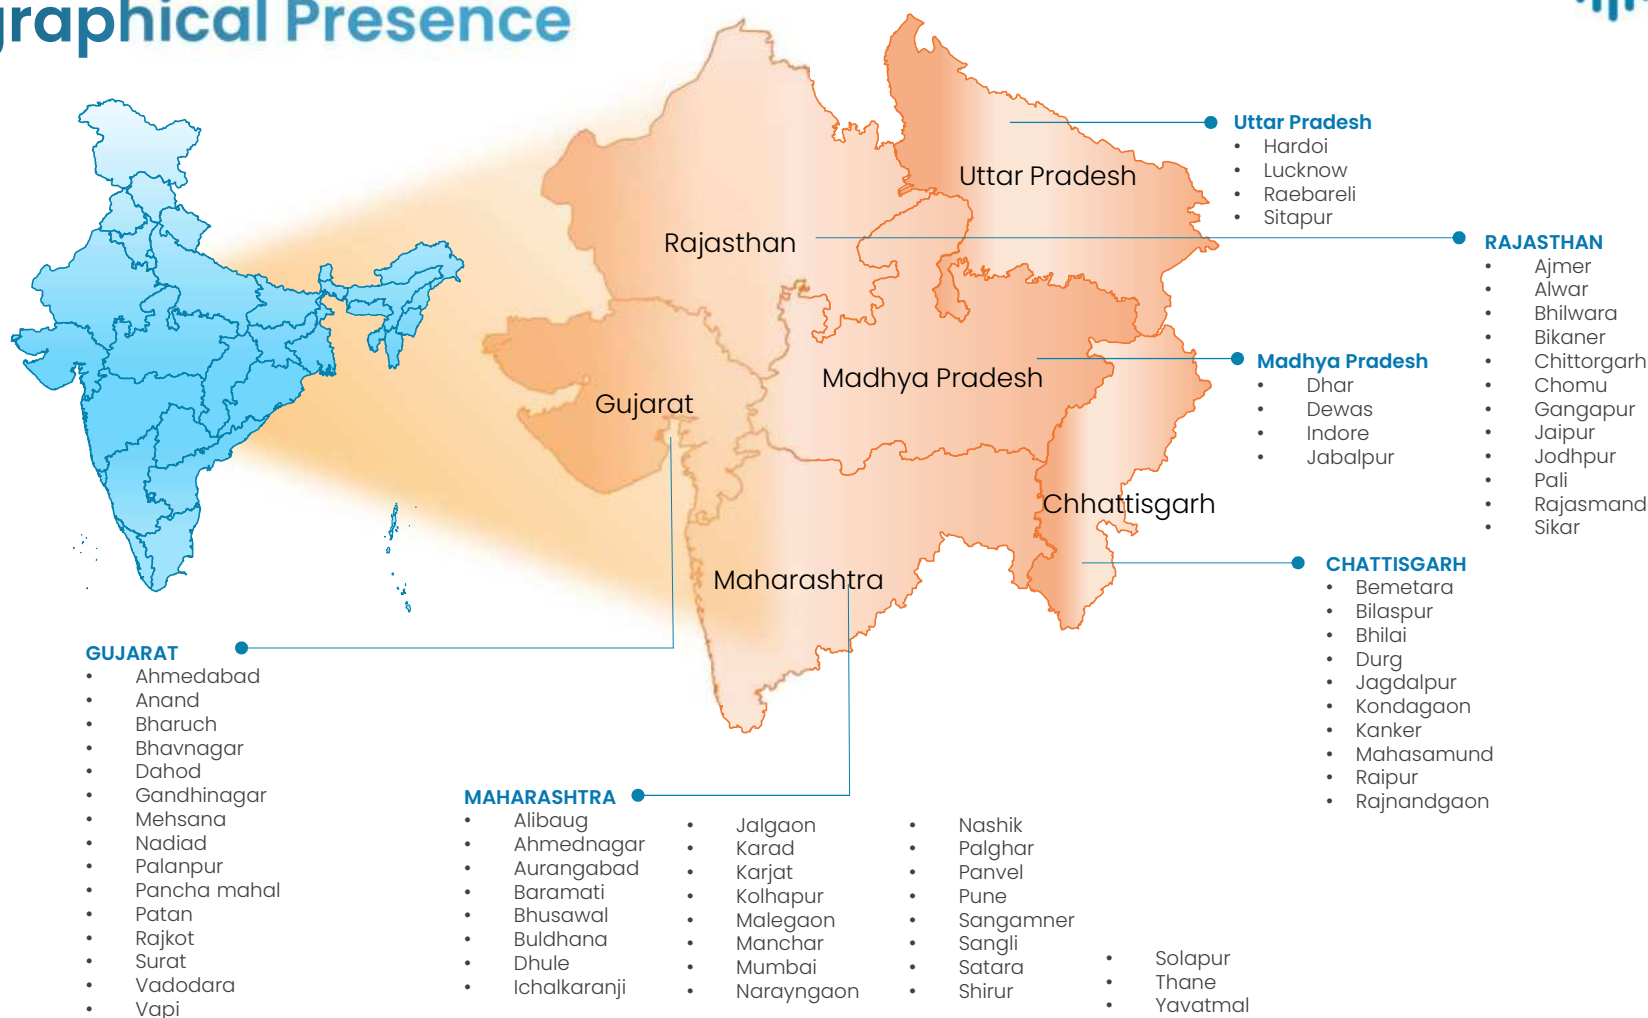 graphical Presence
Uttar Pradesh
Rajasthan
Gujarat
Madhya Pradesh
Chhattisgarh
Maharashtra
Uttar Pradesh
• Hardoi
• Lucknow
• Raebareli
• Sitapur
RAJASTHAN
• Ajmer
• Alwar
• Bhilwara
• Bikaner
• Chittorgarh
• Chomu
• Gangapur
• Jaipur
• Jodhpur
• Pali
• Rajasmand
• Sikar
Madhya Pradesh
• Dhar
• Dewas
• Indore
• Jabalpur
CHATTISGARH
• Bemetara
• Bilaspur
• Bhilai
• Durg
• Jagdalpur
• Kondagaon
• Kanker
• Mahasamund
• Raipur
• Rajnandgaon
GUJARAT
• Ahmedabad
• Anand
• Bharuch
• Bhavnagar
• Dahod
• Gandhinagar
• Mehsana
• Nadiad
• Palanpur
• Pancha mahal
• Patan
• Rajkot
• Surat
• Vadodara
• Vapi
MAHARASHTRA
• Alibaug
• Ahmednagar
• Aurangabad
• Baramati
• Bhusawal
• Buldhana
• Dhule
• Ichalkaranji
• Jalgaon
• Karad
• Karjat
• Kolhapur
• Malegaon
• Manchar
• Mumbai
• Narayngaon
• Nashik
• Palghar
• Panvel
• Pune
• Sangamner
• Sangli
• Satara
• Shirur
• Solapur
• Thane
• Yavatmal